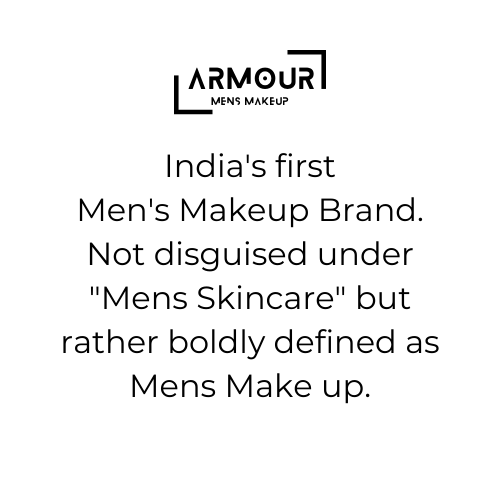 ARMOUR
MENS MAKEUP
India's first
Men's Makeup Brand.
Not disguised under
"Mens Skincare" but
rather boldly defined as
Mens Make up.